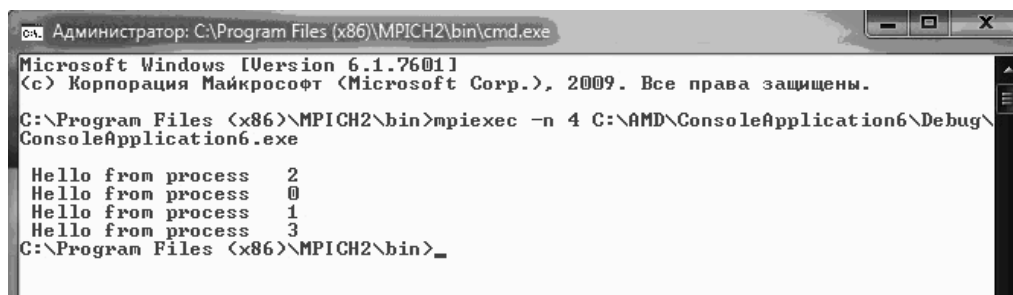 Администратор: C:\Program Files (x86)\MPICH2\bin\cmd.exe
Microsoft Windows [Version 6.1.7601]
(c) Корпорация Майкрософт (Microsoft Corp.), 2009. Все права защищены.
C:\Program Files (x86)\MPICH2\bin>mpiexec -n 4 C:\AMD\ConsoleApplication6\Debug\
ConsoleApplication6.exe
Hello from process 2
Hello from process 0
Hello from process 1
Hello from process 3
C:\Program Files (x86)\MPICH2\bin>_